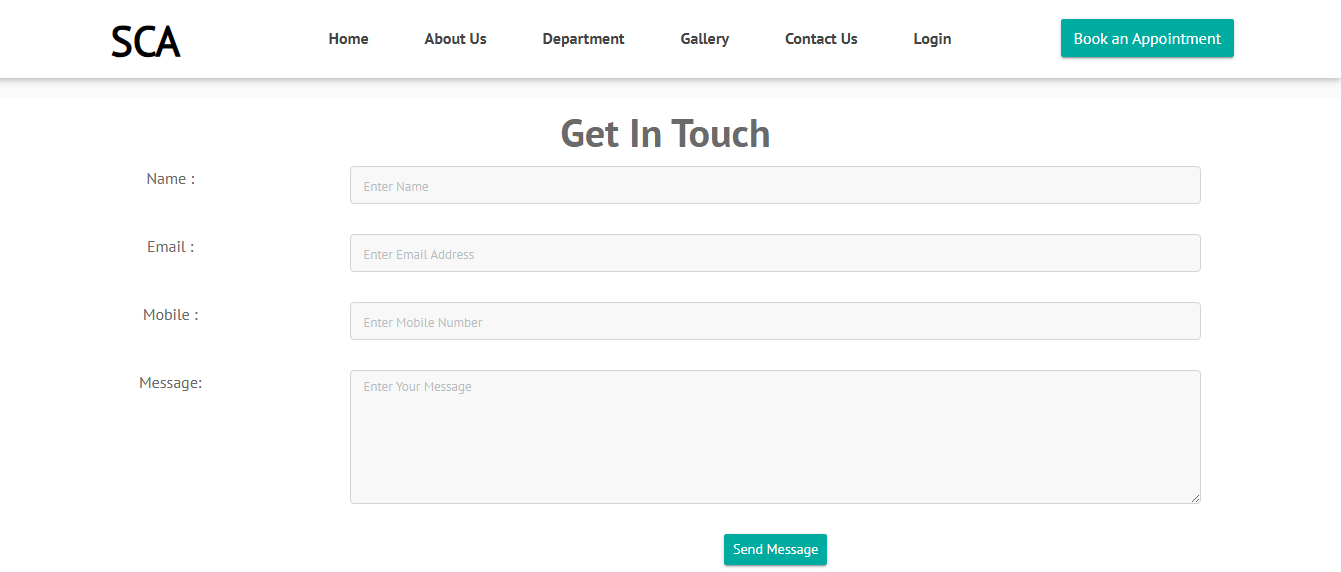 SCA
Home About Us Department Gallery Contact Us Login
Book an Appointment
Get In Touch
Name :
Enter Name
Email :
Enter Email Address
Mobile :
Enter Mobile Number
Message:
Enter Your Message
Send Message